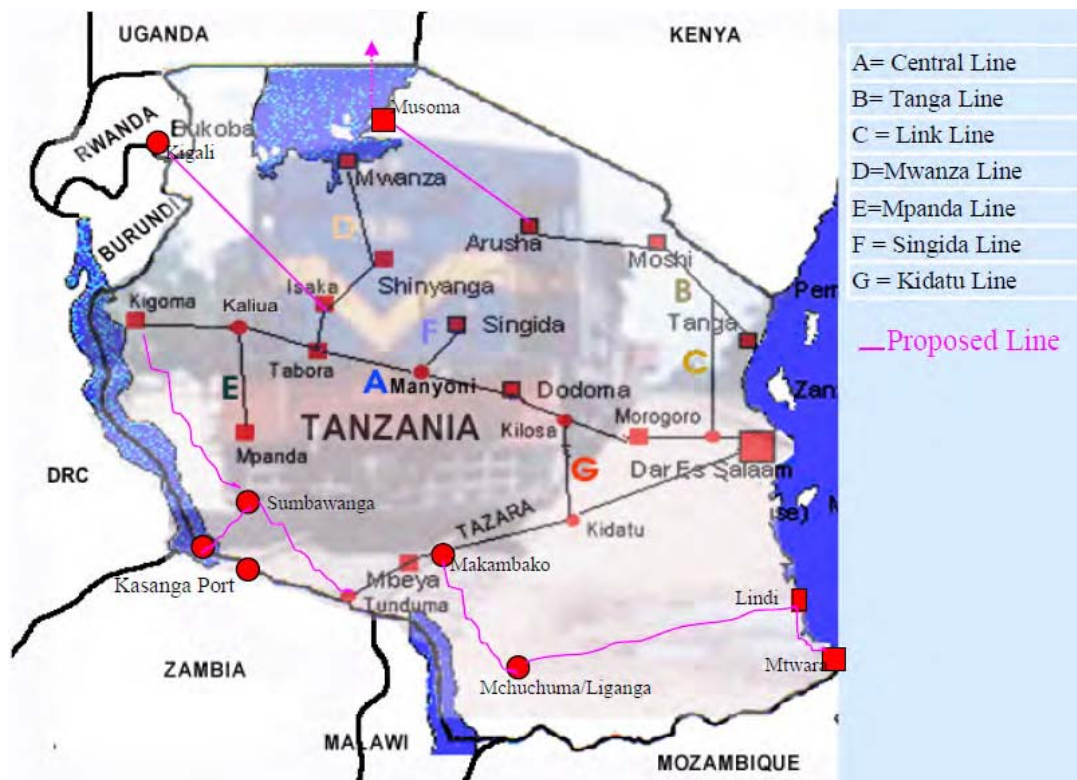 UGANDA
KENYA
RWANDA
Bukoba
Kigali
Musoma
Mwanza
BURUNDI
D
Arusha
Moshi
Isaka
Shinyanga
B
Kigoma
Kaliua
F
Singida
Tanga
C
Tabora
A
Manyoni
Dodoma
E
Morogoro
TANZANIA
Kilosa
Mpanda
G
Dar Es Salaam
DRC
Sumbawanga
TAZARA
Kidatu
Kasanga Port
Makambako
Mbeya
Tunduma
Lindi
ZAMBIA
Mchuchuma/Liganga
Mtwara
MALAWI
MOZAMBIQUE
Pem
Zan
A= Central Line
B= Tanga Line
C = Link Line
D=Mwanza Line
E=Mpanda Line
F = Singida Line
G = Kidatu Line
Proposed Line